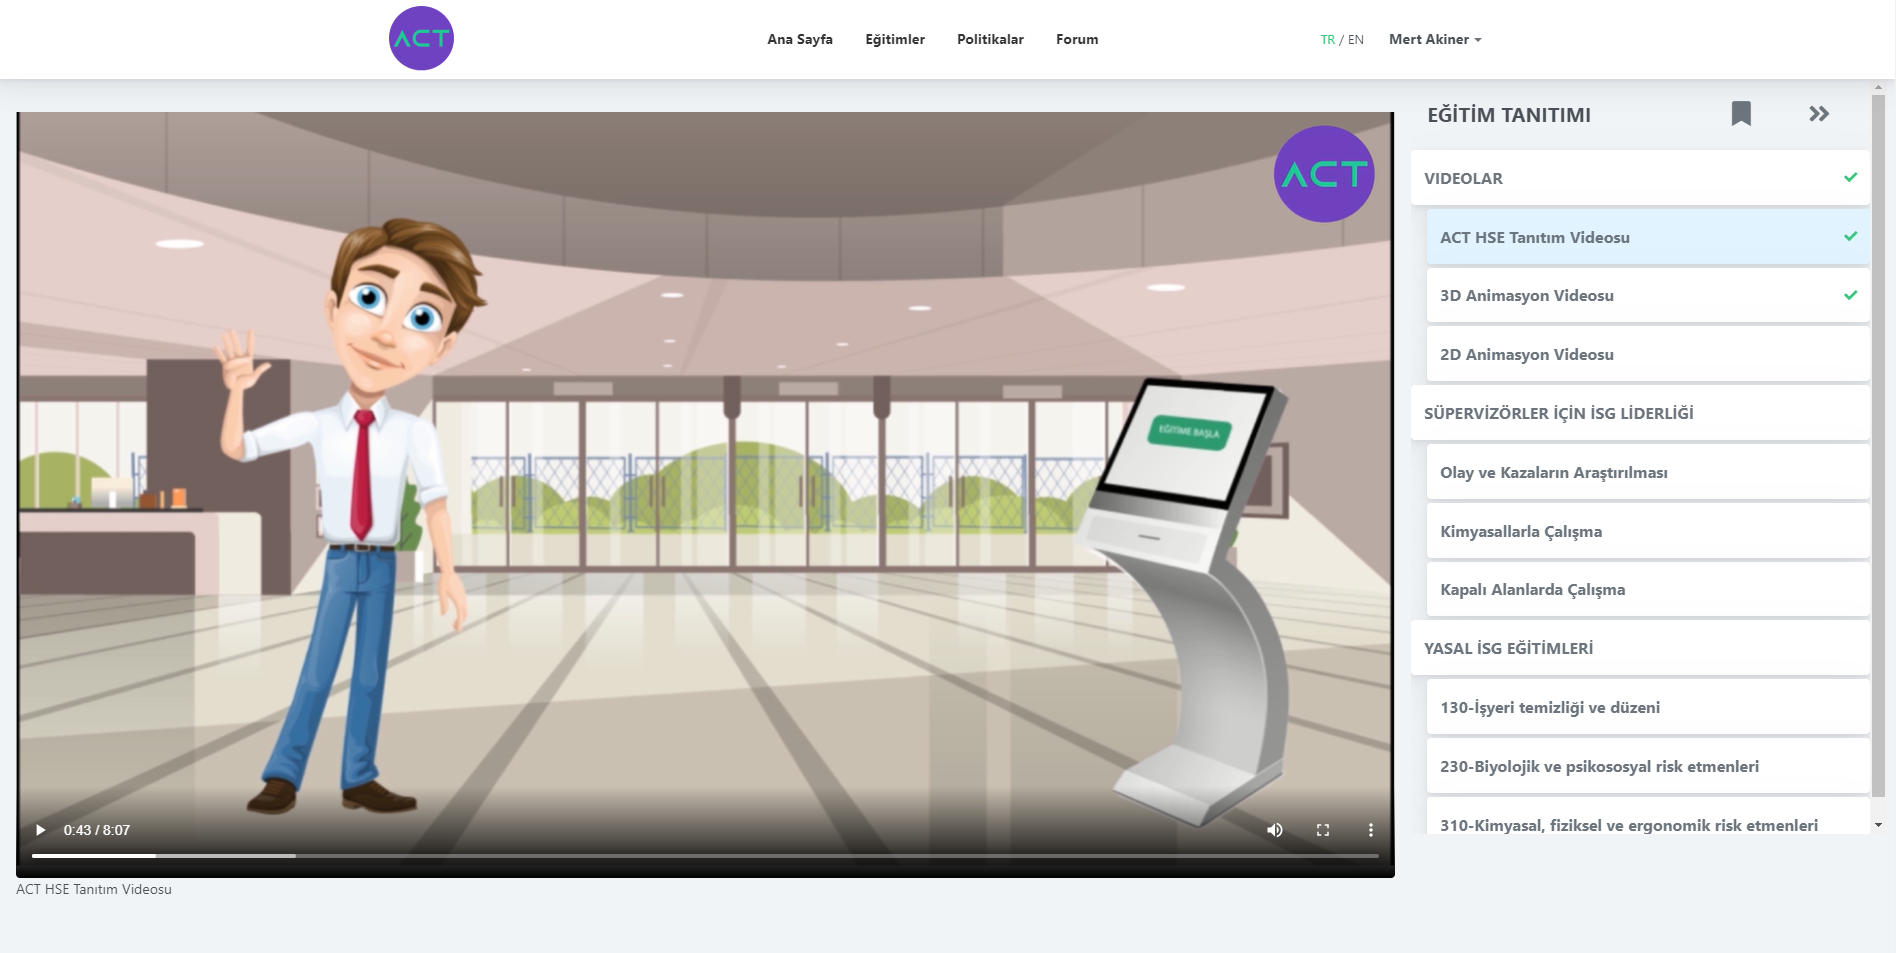 ACT
Ana Sayfa
Eğitimler
Politikalar
Forum
TR / EN
Mert Akiner
ACT
EĞİTİME BAŞLA
0:43 / 8:07
ACT HSE Tanıtım Videosu
EĞİTİM TANITIMI
VIDEOLAR
ACT HSE Tanıtım Videosu
3D Animasyon Videosu
2D Animasyon Videosu
SÜPERVİZÖRLER İÇİN İSG LİDERLİĞİ
Olay ve Kazaların Araştırılması
Kimyasallarla Çalışma
Kapalı Alanlarda Çalışma
YASAL İSG EĞİTİMLERİ
130-İşyeri temizliği ve düzeni
230-Biyolojik ve psikososyal risk etmenleri
310-Kimyasal, fiziksel ve ergonomik risk etmenleri